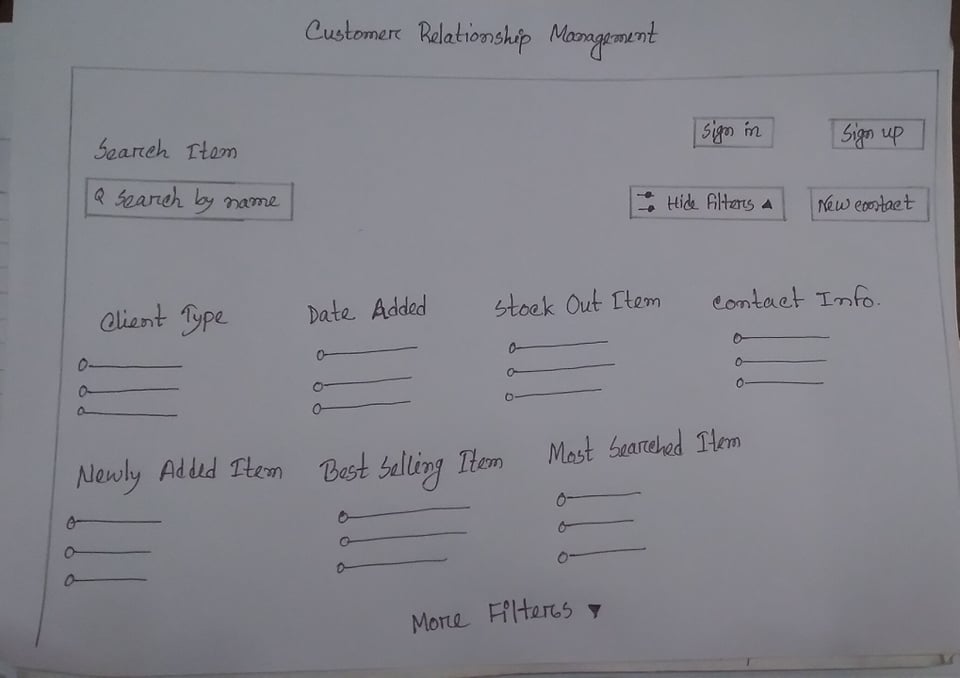 Customer Relationship Management
Sign in
Sign up
Search Item
Search by name
Hide Filters
New contact
Client Type
Date Added
Stock Out Item
Contact Info.
Newly Added Item
Best Selling Item
Most Searched Item
More Filters